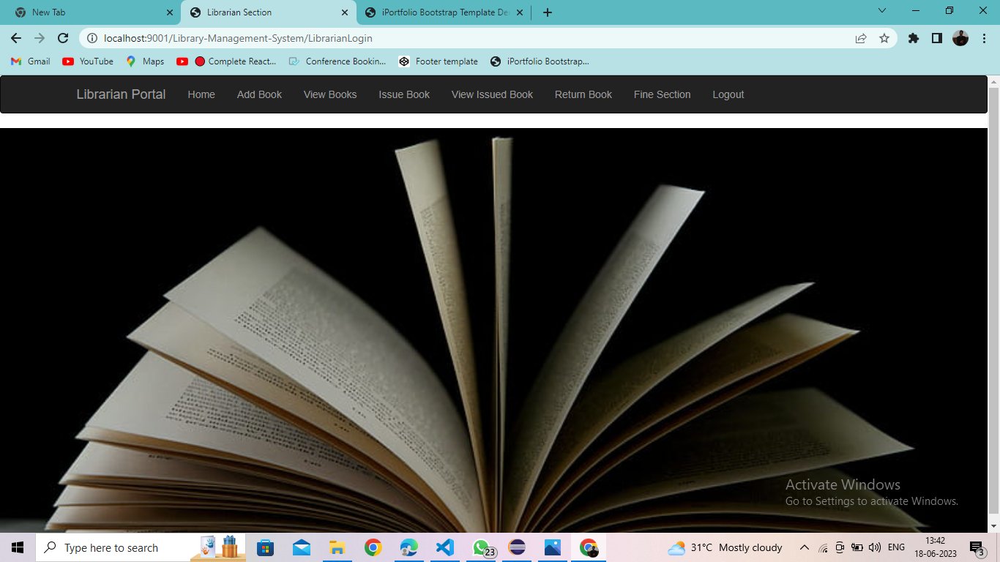 New Tab
Librarian Section
iPortfolio Bootstrap Template De
localhost:9001/Library-Management-System/LibrarianLogin
Gmail
YouTube
Maps
Complete React...
Conference Bookin...
Footer template
iPortfolio Bootstrap...
Librarian Portal
Home
Add Book
View Books
Issue Book
View Issued Book
Return Book
Fine Section
Logout
Activate Windows
Go to Settings to activate Windows.
Type here to search
23
31°C Mostly cloudy
ENG
13:42
18-06-2023
3